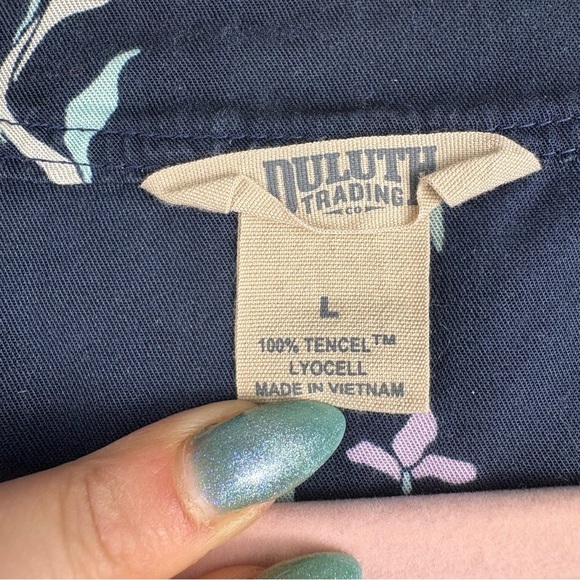 DULUTH
TRADING
CO
L
100% TENCEL™
LYOCELL
MADE IN VIETNAM